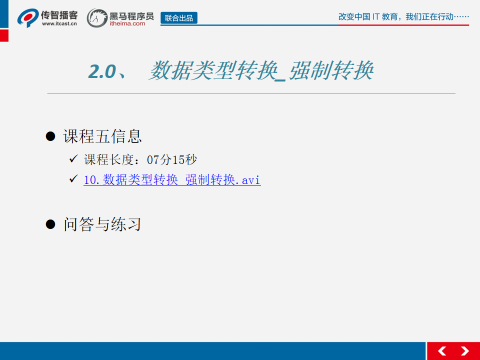 传智播客
www.itcast.cn
黑马程序员
itheima.com
联合出品
改变中国 IT 教育，我们正在行动……
2.0、 数据类型转换_强制转换
课程五信息
课程长度：07分15秒
10.数据类型转换_强制转换.avi
问答与练习